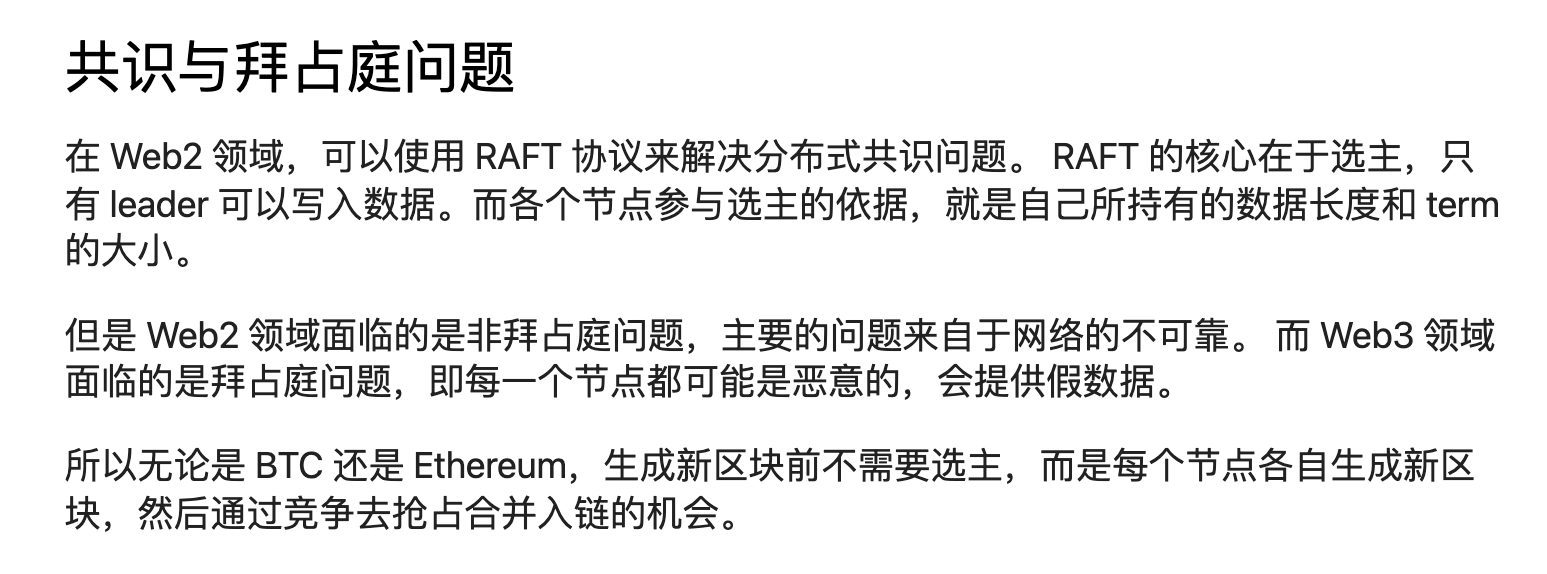 共识与拜占庭问题
在 Web2 领域，可以使用 RAFT 协议来解决分布式共识问题。 RAFT 的核心在于选主，只
有 leader 可以写入数据。而各个节点参与选主的依据，就是自己所持有的数据长度和 term
的大小。
但是 Web2 领域面临的是非拜占庭问题，主要的问题来自于网络的不可靠。 而 Web3 领域
面临的是拜占庭问题，即每一个节点都可能是恶意的，会提供假数据。
所以无论是 BTC 还是 Ethereum，生成新区块前不需要选主，而是每个节点各自生成新区
块，然后通过竞争去抢占合并入链的机会。